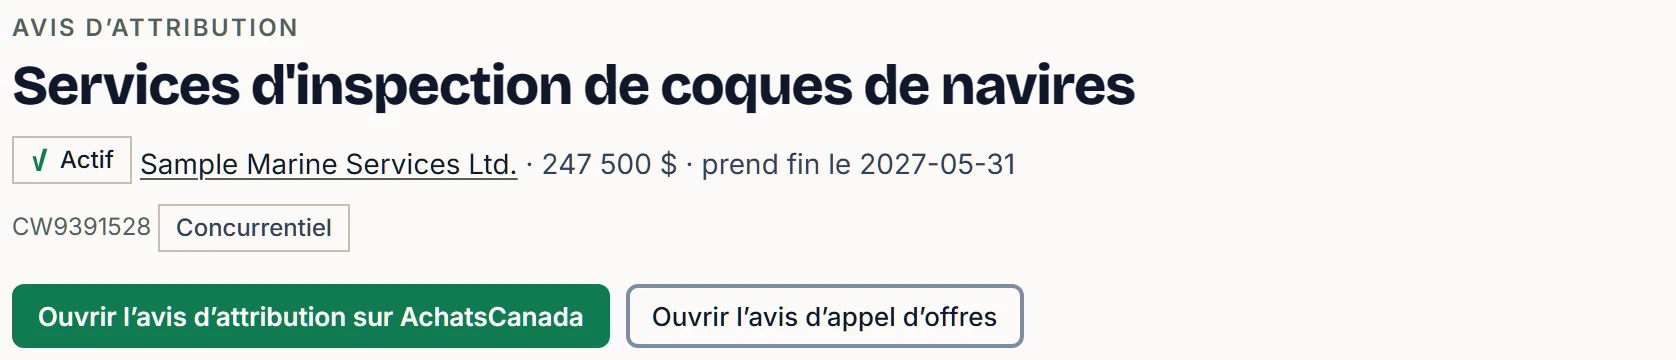 AVIS D’ATTRIBUTION
Services d'inspection de coques de navires
√ Actif Sample Marine Services Ltd. · 247 500 $ · prend fin le 2027-05-31
CW9391528 Concurrentiel
Ouvrir l’avis d’attribution sur AchatsCanada Ouvrir l’avis d’appel d’offres